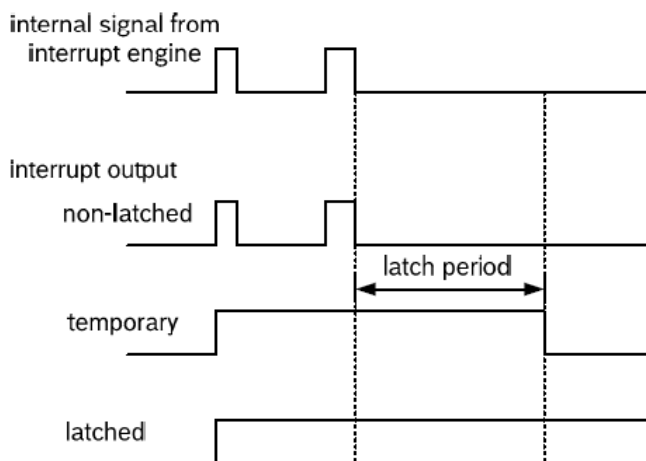 internal signal from
interrupt engine
interrupt output
non-latched
latch period
temporary
latched